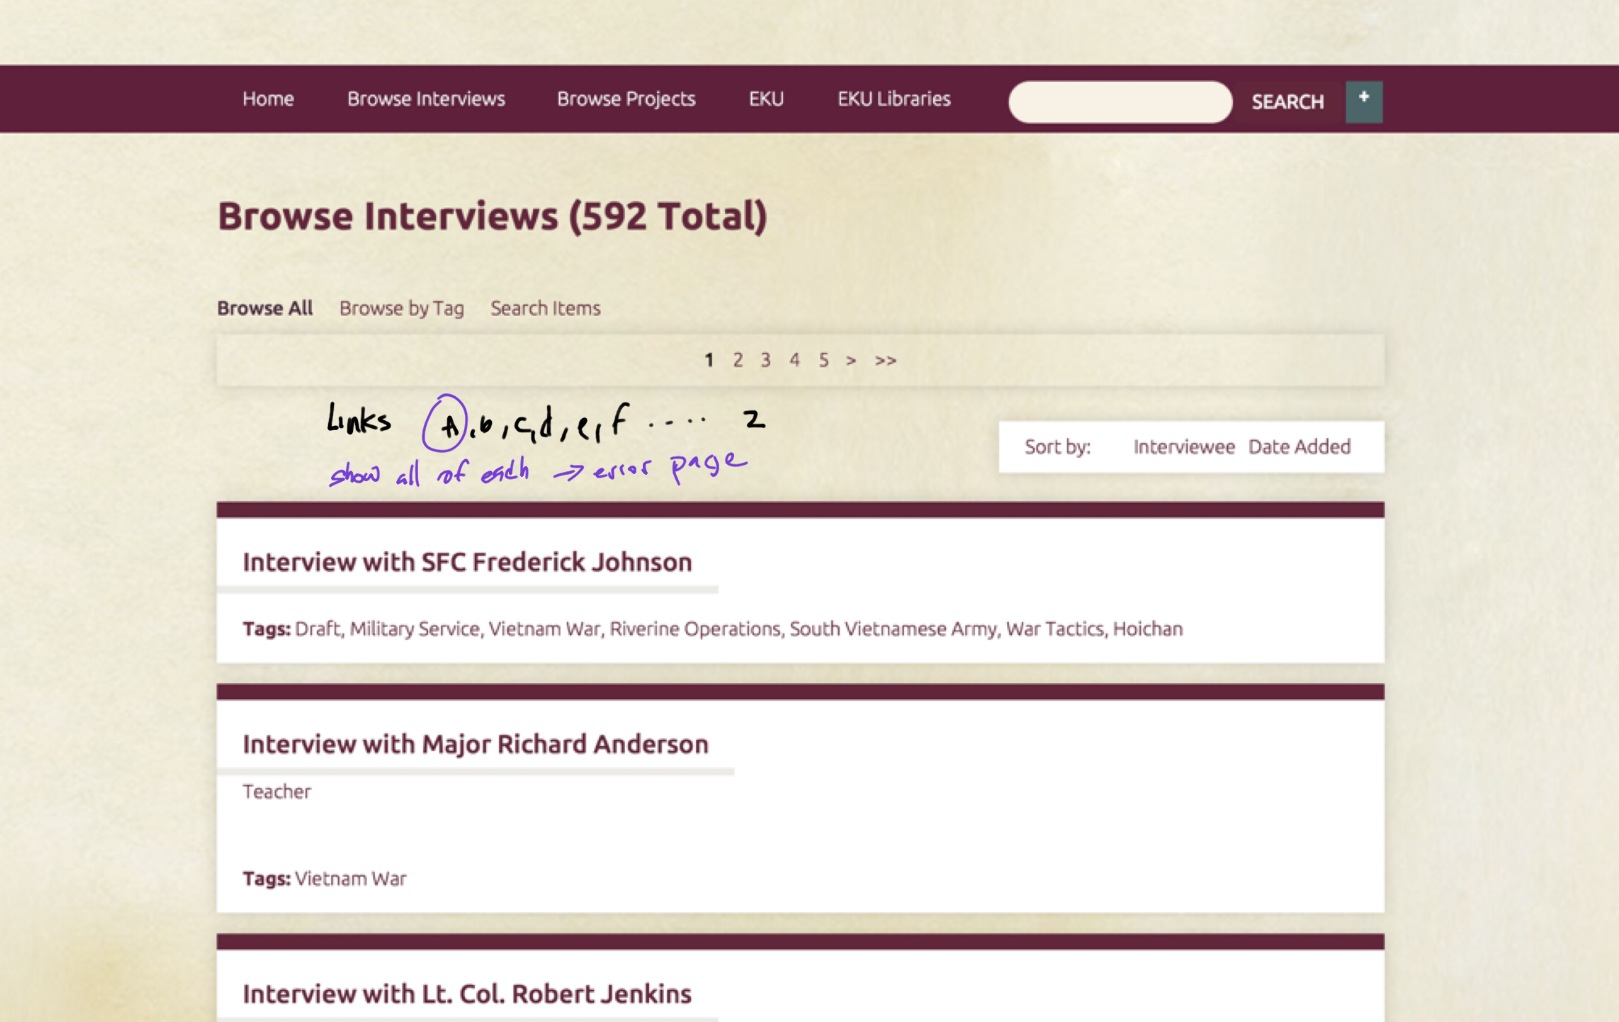 Home Browse Interviews Browse Projects EKU EKU Libraries SEARCH +
Browse Interviews (592 Total)
Browse All Browse by Tag Search Items
1 2 3 4 5 > >>
Links A, b, c, d, e, f .... z
show all of each → error page
Sort by: Interviewee Date Added
Interview with SFC Frederick Johnson
Tags: Draft, Military Service, Vietnam War, Riverine Operations, South Vietnamese Army, War Tactics, Hoichan
Interview with Major Richard Anderson
Teacher
Tags: Vietnam War
Interview with Lt. Col. Robert Jenkins